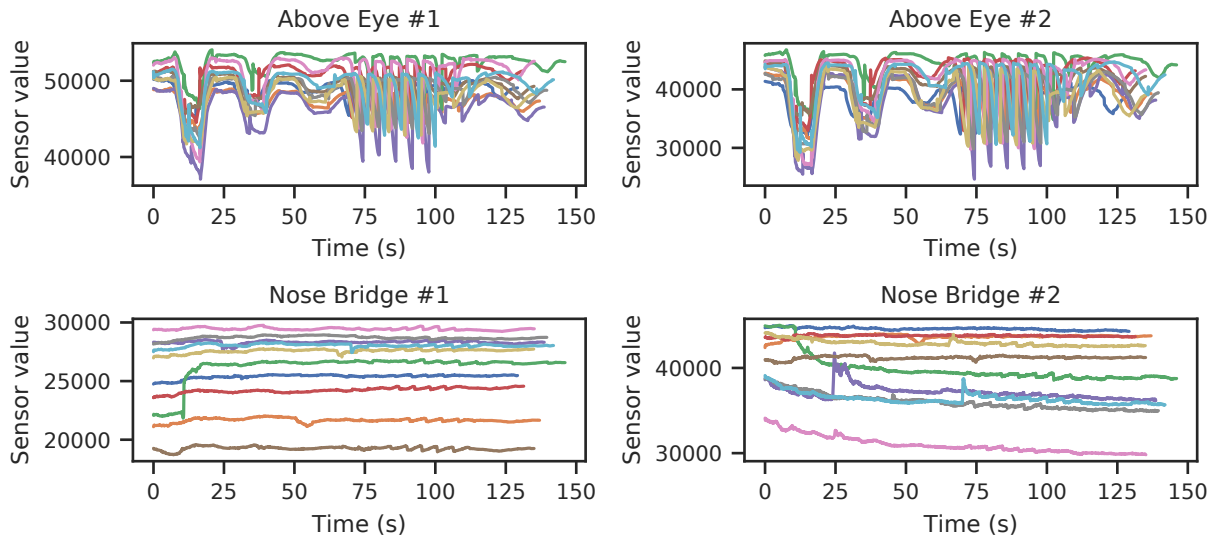 Above Eye #1
Sensor value
50000
40000
0 25 50 75 100 125 150
Time (s)
Above Eye #2
Sensor value
40000
30000
0 25 50 75 100 125 150
Time (s)
Nose Bridge #1
Sensor value
30000
25000
20000
0 25 50 75 100 125 150
Time (s)
Nose Bridge #2
Sensor value
40000
30000
0 25 50 75 100 125 150
Time (s)